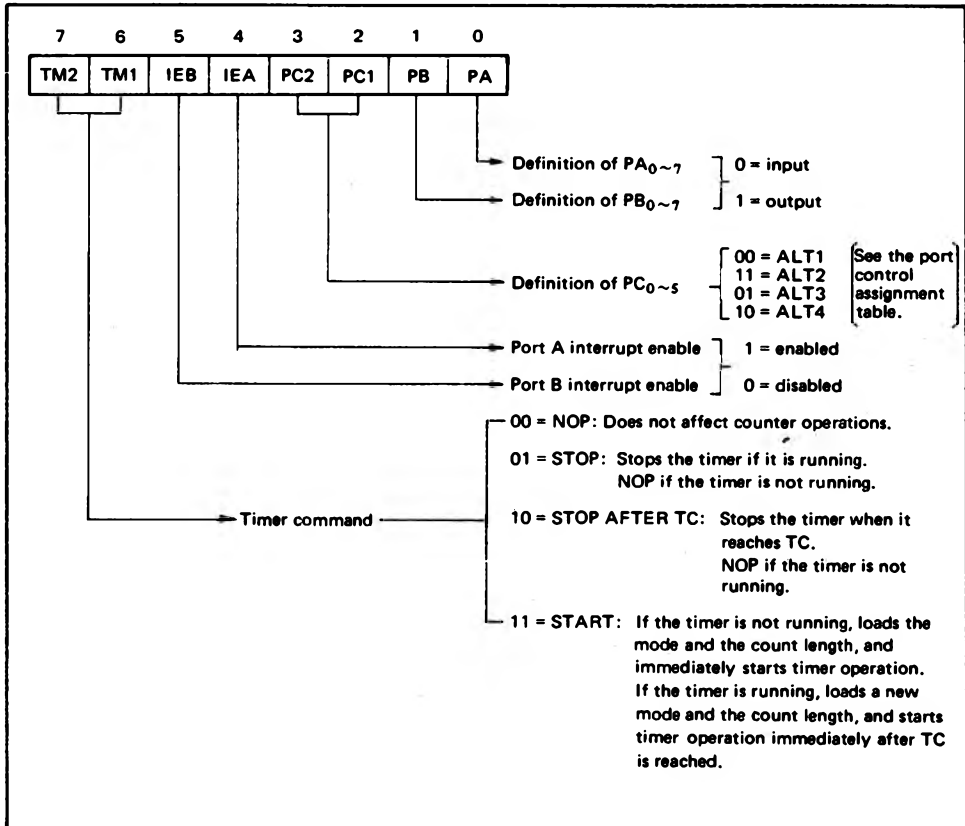 7 6 5 4 3 2 1 0
TM2 TM1 IEB IEA PC2 PC1 PB PA
Definition of PA0~7
0 = input
Definition of PB0~7
1 = output
Definition of PC0~5
00 = ALT1
11 = ALT2
01 = ALT3
10 = ALT4
See the port
control
assignment
table.
Port A interrupt enable
1 = enabled
Port B interrupt enable
0 = disabled
Timer command
00 = NOP: Does not affect counter operations.
01 = STOP: Stops the timer if it is running.
NOP if the timer is not running.
10 = STOP AFTER TC: Stops the timer when it
reaches TC.
NOP if the timer is not
running.
11 = START: If the timer is not running, loads the
mode and the count length, and
immediately starts timer operation.
If the timer is running, loads a new
mode and the count length, and starts
timer operation immediately after TC
is reached.